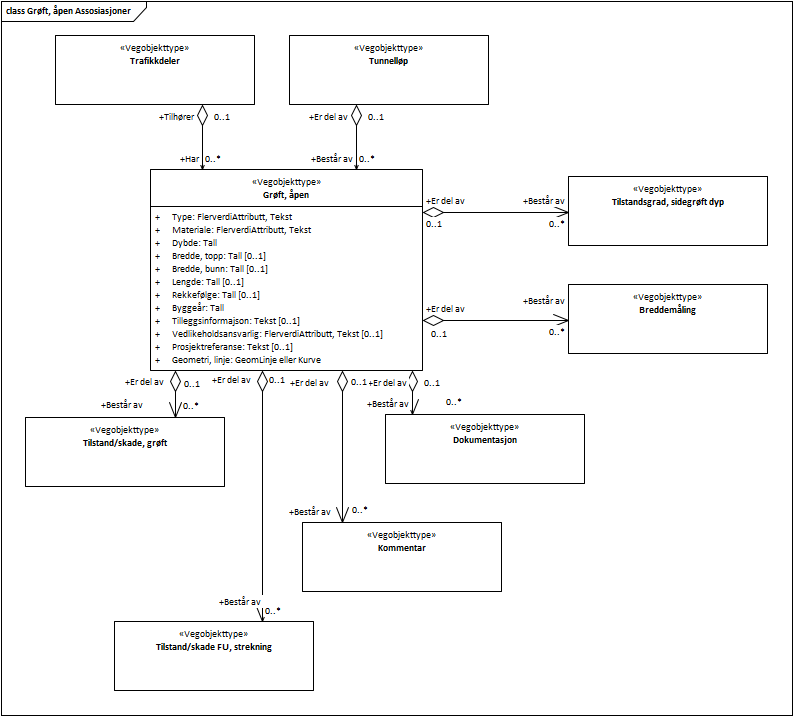 class Grøft, åpen Assosiasjoner
«Vegobjekttype»
Trafikkdeler
«Vegobjekttype»
Tunnelløp
+Tilhører 0..1
+Er del av 0..1
+Har 0..*
+Består av 0..*
«Vegobjekttype»
Grøft, åpen
+ Type: FlerverdiAttributt, Tekst
+ Materiale: FlerverdiAttributt, Tekst
+ Dybde: Tall
+ Bredde, topp: Tall [0..1]
+ Bredde, bunn: Tall [0..1]
+ Lengde: Tall [0..1]
+ Rekkefølge: Tall [0..1]
+ Byggeår: Tall
+ Tilleggsinformajson: Tekst [0..1]
+ Vedlikeholdsansvarlig: FlerverdiAttributt, Tekst [0..1]
+ Prosjektreferanse: Tekst [0..1]
+ Geometri, linje: GeomLinje eller Kurve
+Er del av +Består av
0..1 0..*
«Vegobjekttype»
Tilstandsgrad, sidegrøft dyp
+Er del av +Består av
0..1 0..*
«Vegobjekttype»
Breddemåling
+Er del av 0..1
+Er del av 0..1
+Er del av 0..1
+Er del av 0..1
+Består av 0..*
+Består av 0..*
«Vegobjekttype»
Tilstand/skade, grøft
«Vegobjekttype»
Dokumentasjon
+Består av 0..*
«Vegobjekttype»
Kommentar
+Består av
0..*
«Vegobjekttype»
Tilstand/skade FU, strekning